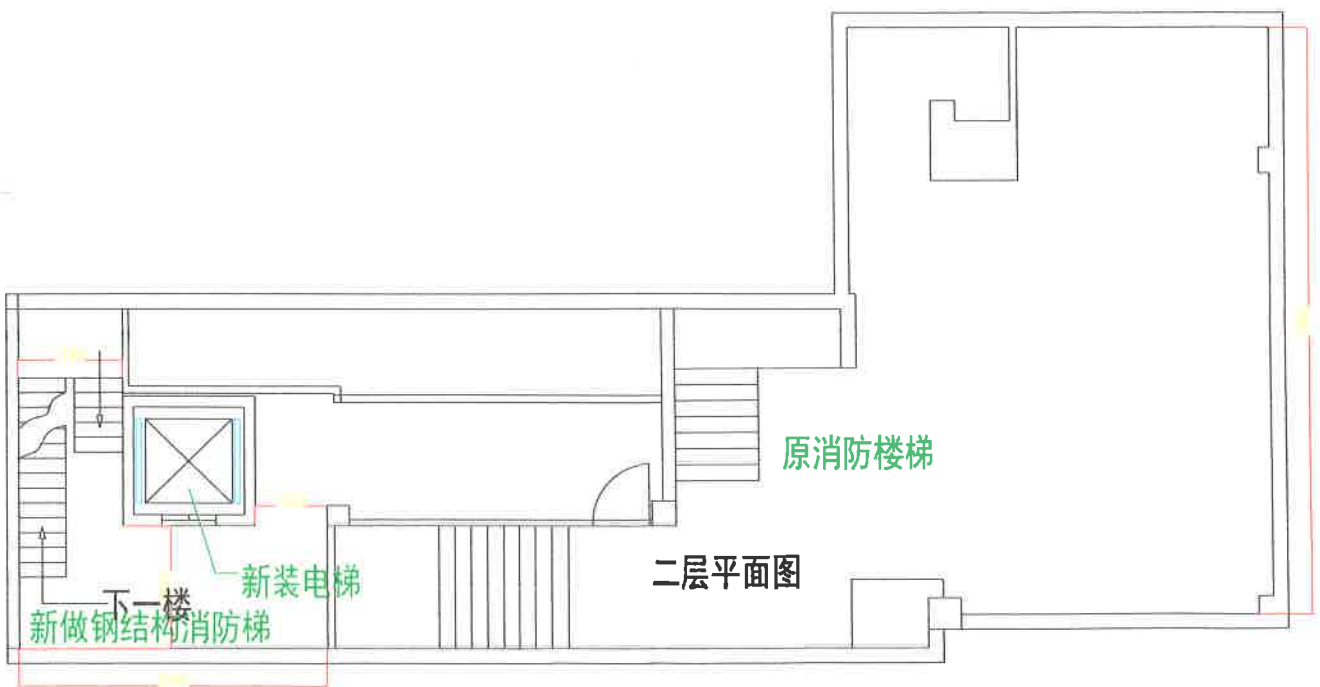 原消防楼梯
二层平面图
新装电梯
下一楼
新做钢结构消防梯